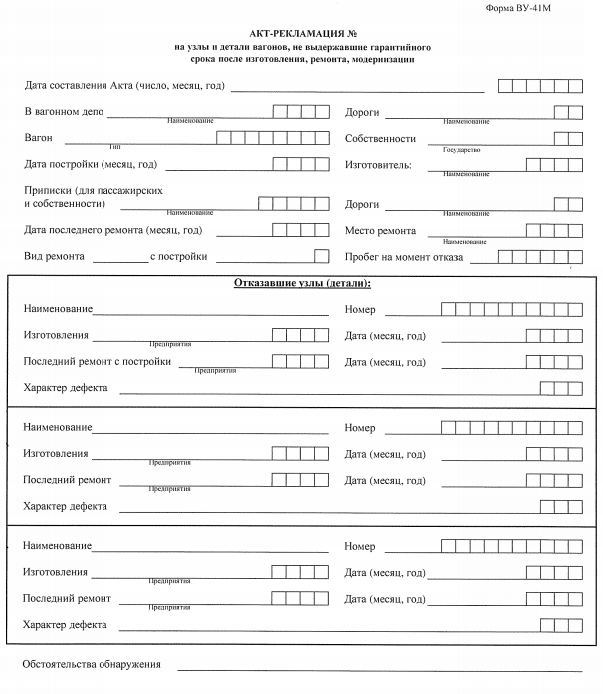 Форма ВУ-41М
АКТ-РЕКЛАМАЦИЯ №
на узлы и детали вагонов, не выдержавшие гарантийного
срока после изготовления, ремонта, модернизации
Дата составления Акта (число, месяц, год)
В вагонном депо Дороги
Наименование Наименование
Вагон Собственности
Тип Государство
Дата постройки (месяц, год) Изготовитель:
Наименование
Приписки (для пассажирских
и собственности) Дороги
Наименование Наименование
Дата последнего ремонта (месяц, год) Место ремонта
Наименование
Вид ремонта с постройки Пробег на момент отказа
Отказавшие узлы (детали):
Наименование Номер
Изготовления Дата (месяц, год)
Предприятия
Последний ремонт с постройки Дата (месяц, год)
Предприятия
Характер дефекта
Наименование Номер
Изготовления Дата (месяц, год)
Предприятия
Последний ремонт Дата (месяц, год)
Предприятия
Характер дефекта
Наименование Номер
Изготовления Дата (месяц, год)
Предприятия
Последний ремонт Дата (месяц, год)
Предприятия
Характер дефекта
Обстоятельства обнаружения